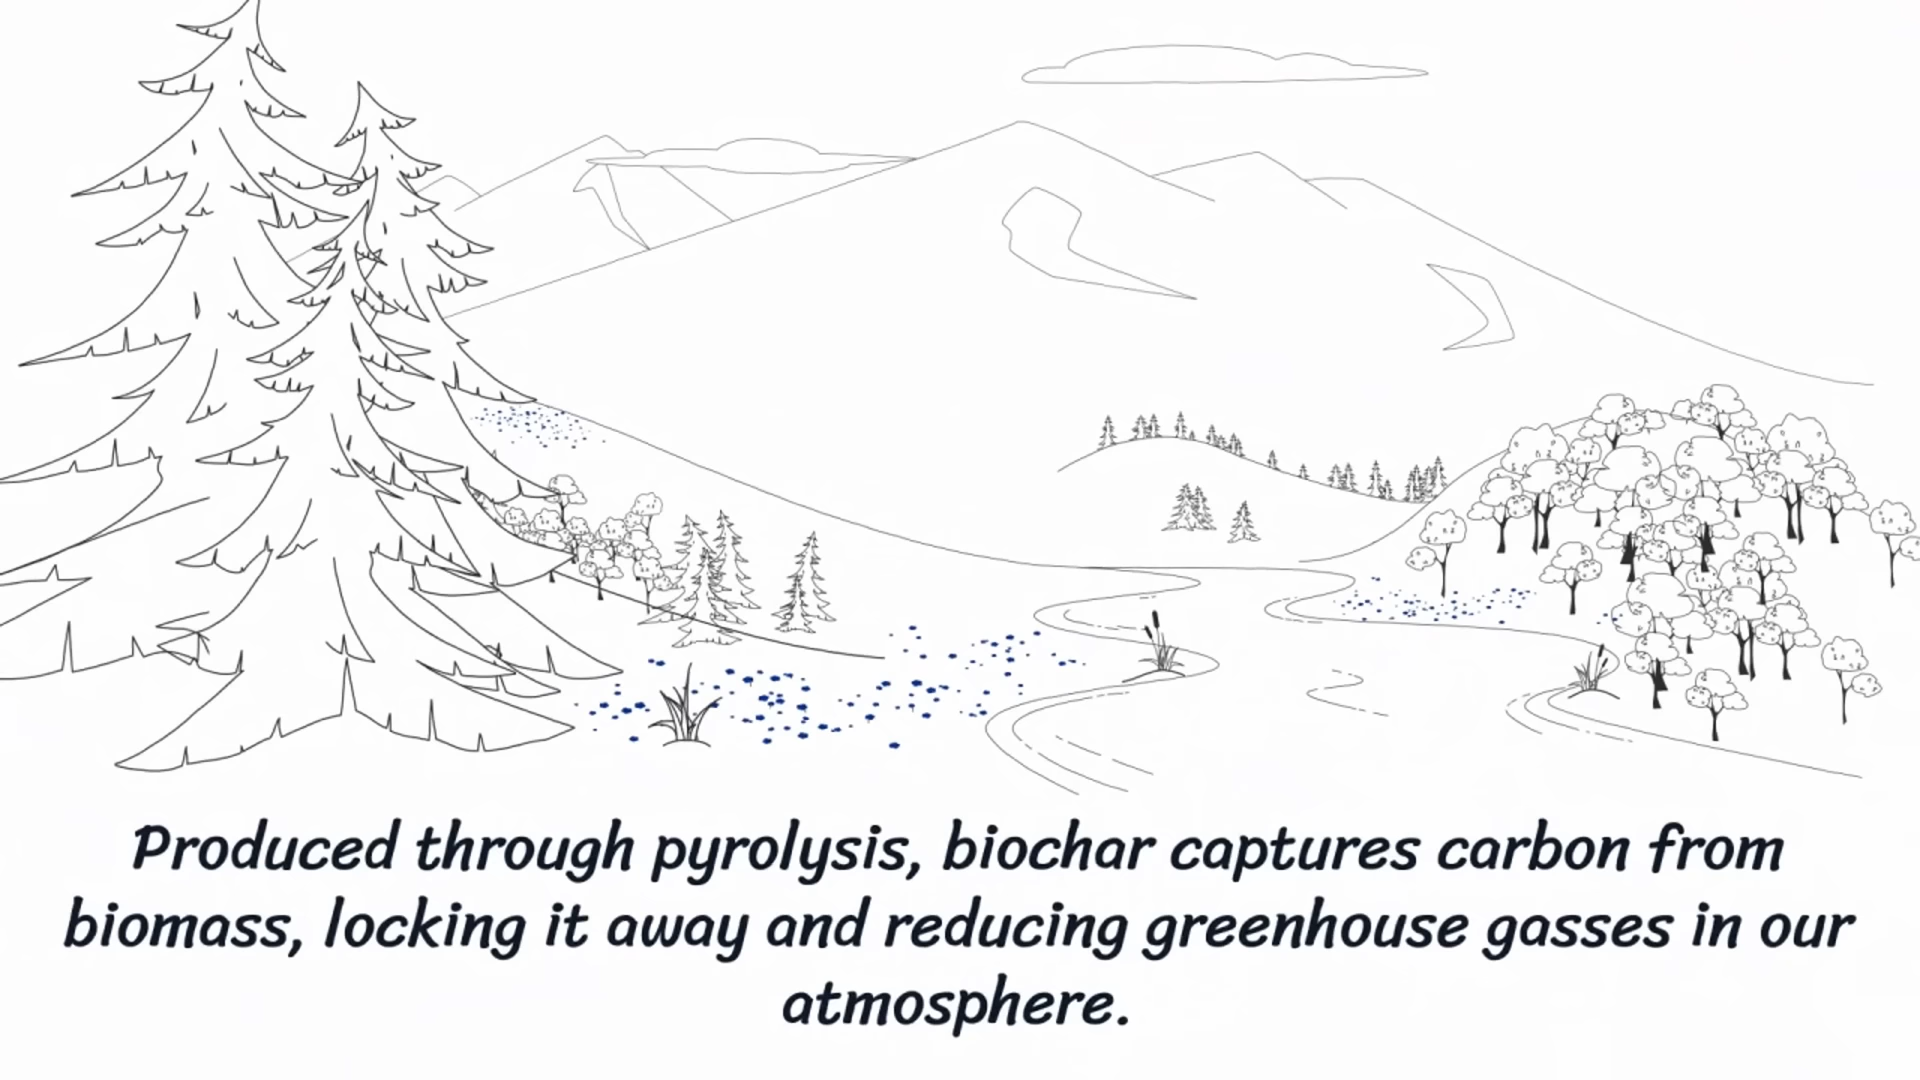 Produced through pyrolysis, biochar captures carbon from
biomass, locking it away and reducing greenhouse gasses in our
atmosphere.